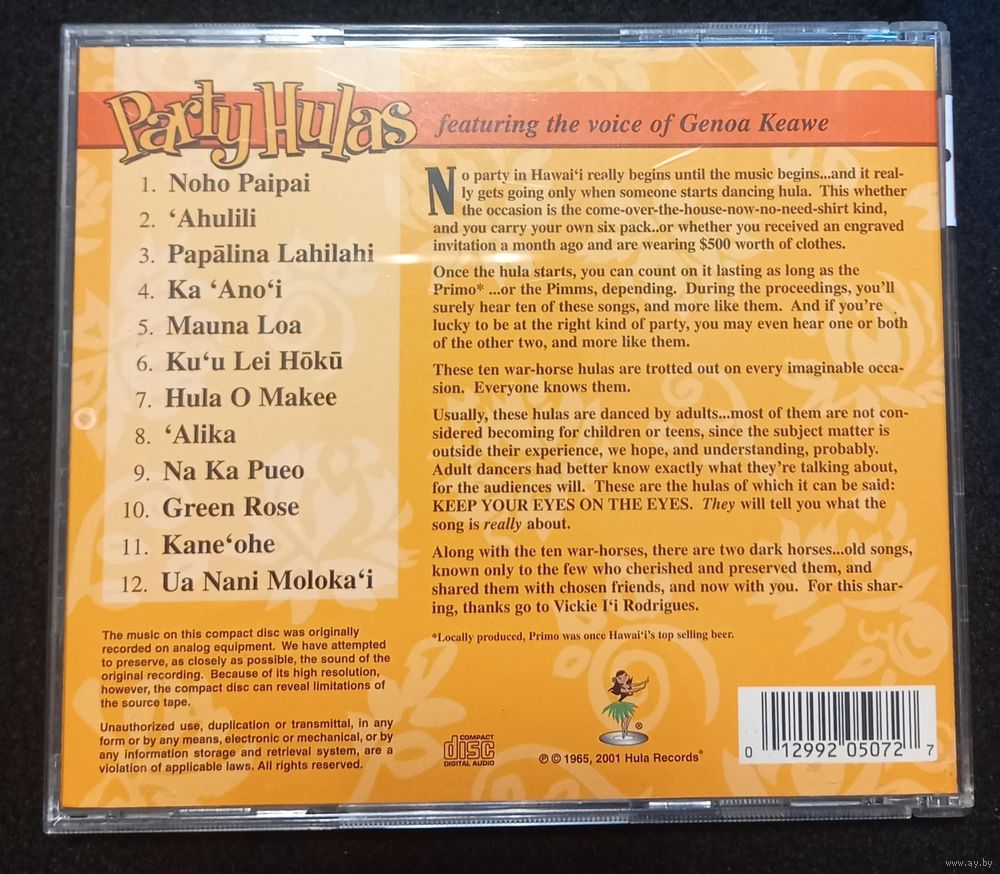 Party Hulas featuring the voice of Genoa Keawe
1. Noho Paipai
2. ‘Ahulili
3. Papālina Lahilahi
4. Ka ‘Ano‘i
5. Mauna Loa
6. Ku‘u Lei Hōkū
7. Hula O Makee
8. ‘Alika
9. Na Ka Pueo
10. Green Rose
11. Kane‘ohe
12. Ua Nani Moloka‘i
The music on this compact disc was originally
recorded on analog equipment. We have attempted
to preserve, as closely as possible, the sound of the
original recording. Because of its high resolution,
however, the compact disc can reveal limitations of
the source tape.
Unauthorized use, duplication or transmittal, in any
form or by any means, electronic or mechanical, or by
any information storage and retrieval system, are a
violation of applicable laws. All rights reserved.
No party in Hawai‘i really begins until the music begins...and it real-
ly gets going only when someone starts dancing hula. This whether
the occasion is the come-over-the-house-now-no-need-shirt kind,
and you carry your own six pack..or whether you received an engraved
invitation a month ago and are wearing $500 worth of clothes.
Once the hula starts, you can count on it lasting as long as the
Primo* ...or the Pimms, depending. During the proceedings, you’ll
surely hear ten of these songs, and more like them. And if you’re
lucky to be at the right kind of party, you may even hear one or both
of the other two, and more like them.
These ten war-horse hulas are trotted out on every imaginable occa-
sion. Everyone knows them.
Usually, these hulas are danced by adults...most of them are not con-
sidered becoming for children or teens, since the subject matter is
outside their experience, we hope, and understanding, probably.
Adult dancers had better know exactly what they’re talking about,
for the audiences will. These are the hulas of which it can be said:
KEEP YOUR EYES ON THE EYES. They will tell you what the
song is really about.
Along with the ten war-horses, there are two dark horses...old songs,
known only to the few who cherished and preserved them, and
shared them with chosen friends, and now with you. For this shar-
ing, thanks go to Vickie I‘i Rodrigues.
*Locally produced, Primo was once Hawai‘i’s top selling beer.
®
COMPACT
disc
DIGITAL AUDIO
℗ © 1965, 2001 Hula Records®
0 12992 05072 7
www.ay.by